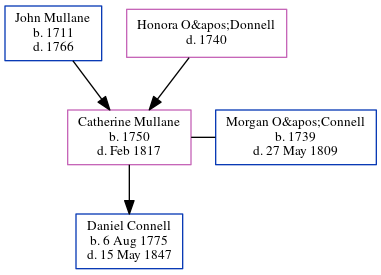 John Mullane
b. 1711
d. 1766
Honora O&apos;Donnell
d. 1740
Catherine Mullane
b. 1750
d. Feb 1817
Morgan O&apos;Connell
b. 1739
d. 27 May 1809
Daniel Connell
b. 6 Aug 1775
d. 15 May 1847